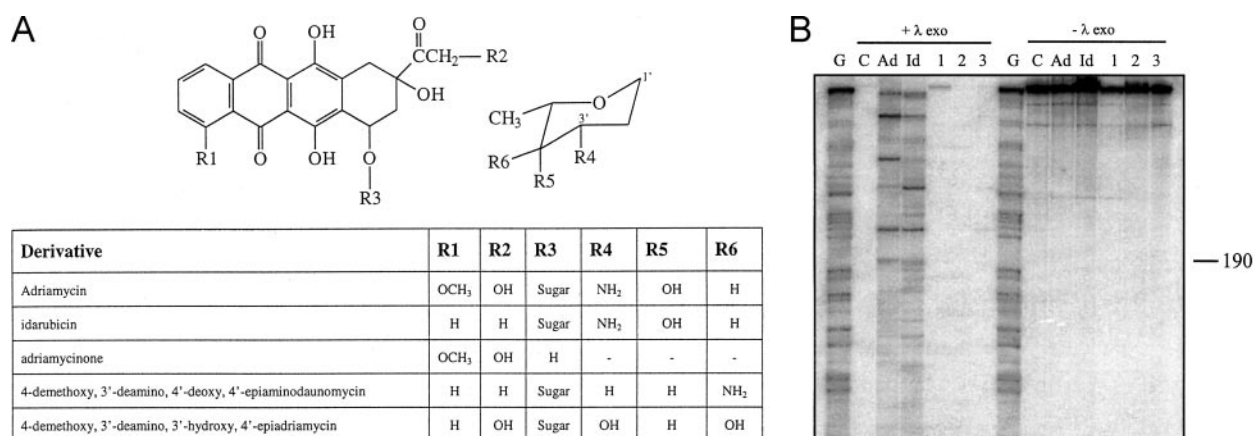 A
O
OH
O
CH₂
R2
OH
R1
O
OH
O
R3
1'
O
CH₃
3'
R6
R4
R5
Derivative R1 R2 R3 R4 R5 R6
Adriamycin OCH₃ OH Sugar NH₂ OH H
idarubicin H H Sugar NH₂ OH H
adriamycinone OCH₃ OH H - - -
4-demethoxy, 3'-deamino, 4'-deoxy, 4'-epiaminodaunomycin H H Sugar H H NH₂
4-demethoxy, 3'-deamino, 3'-hydroxy, 4'-epiadriamycin H OH Sugar OH H OH
B
+ λ exo - λ exo
G C Ad Id 1 2 3 G C Ad Id 1 2 3
190